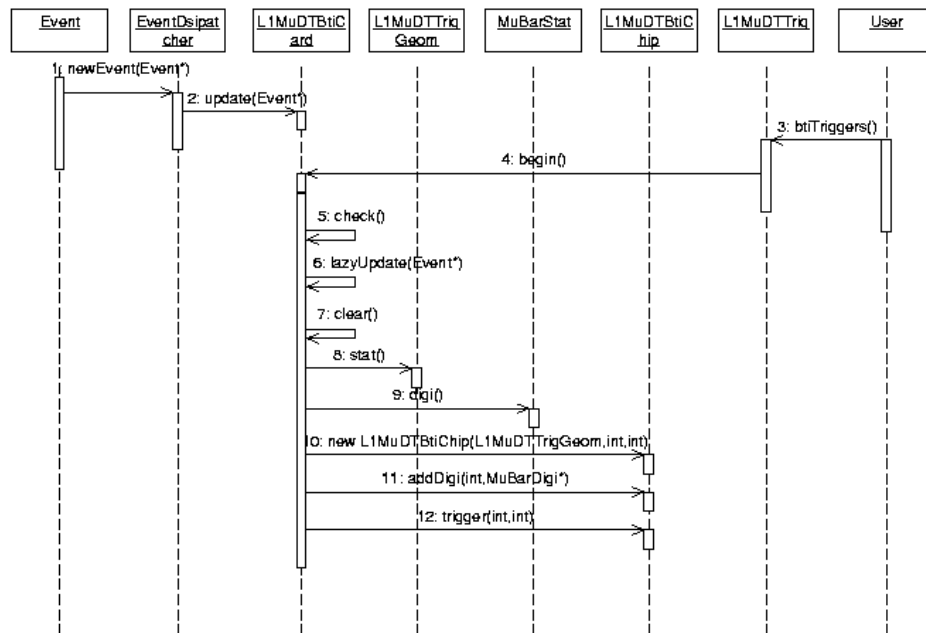 Event
EventDsipat
cher
L1MuDTBtiC
ard
L1MuDTTrig
Geom
MuBarStat
L1MuDTBtiC
hip
L1MuDTTrig
User
1: newEvent(Event*)
2: update(Event*)
3: btiTriggers()
4: begin()
5: check()
6: lazyUpdate(Event*)
7: clear()
8: stat()
9: digi()
10: new L1MuDTBtiChip(L1MuDTTrigGeom,int,int)
11: addDigi(int,MuBarDigi*)
12: trigger(int,int)